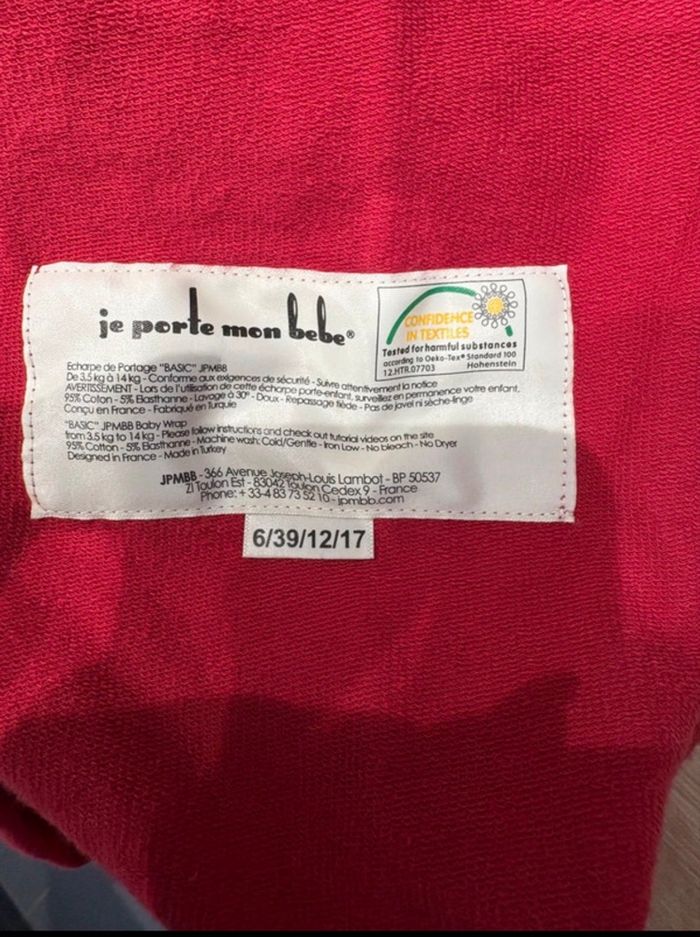 je porte mon bebe®
CONFIDENCE
IN TEXTILES
Tested for harmful substances
according to Oeko-Tex® Standard 100
12.HTR.07703 Hohenstein
Echarpe de Portage "BASIC" JPMBB
De 3,5 kg à 14 kg - Conforme aux exigences de sécurité - Suivre attentivement la notice
AVERTISSEMENT - Lors de l'utilisation de cette écharpe porte-enfant, surveillez en permanence votre enfant.
95% Coton - 5% Elasthanne - Lavage à 30° - Doux - Repassage tiède - Pas de javel ni sèche-linge
Conçu en France - Fabriqué en Turquie
"BASIC" JPMBB Baby Wrap
from 3.5 kg to 14 kg - Please follow instructions and check out tutorial videos on the site
95% Cotton - 5% Elasthanne - Machine wash: Cold/Gentle - Iron Low - No bleach - No Dryer
Designed in France - Made in Turkey
JPMBB - 366 Avenue Joseph-Louis Lambot - BP 50537
ZI Toulon Est - 83042 Toulon Cedex 9 - France
Phone: + 33-4 83 73 52 10 - jpmbb.com
6/39/12/17